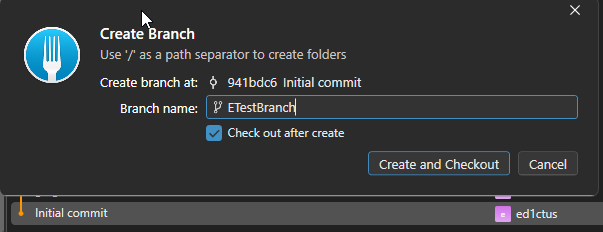 Create Branch
Use '/' as a path separator to create folders
Create branch at: 941bdc6 Initial commit
Branch name: ETestBranch
Check out after create
Create and Checkout Cancel
Initial commit e ed1ctus